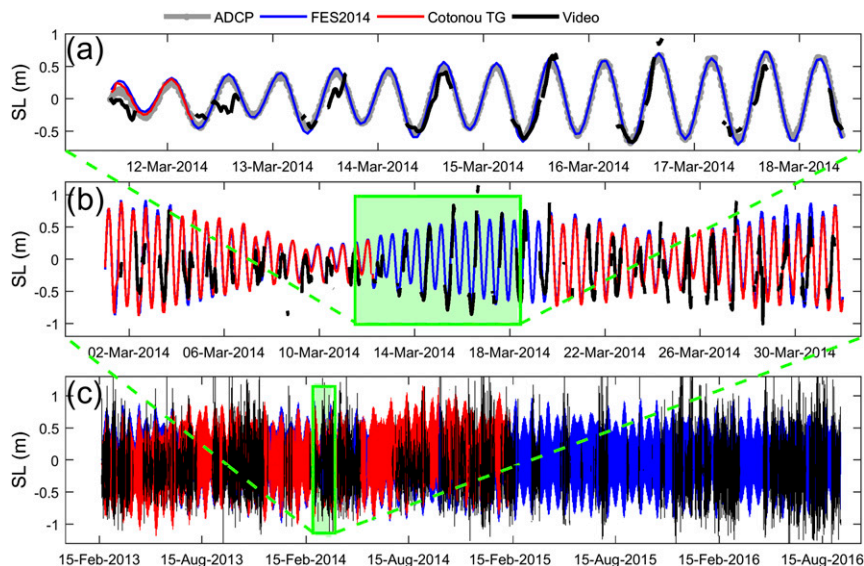 ADCP FES2014 Cotonou TG Video
(a)
SL (m)
1
0.5
0
-0.5
12-Mar-2014 13-Mar-2014 14-Mar-2014 15-Mar-2014 16-Mar-2014 17-Mar-2014 18-Mar-2014
(b)
SL (m)
1
0.5
0
-0.5
-1
02-Mar-2014 06-Mar-2014 10-Mar-2014 14-Mar-2014 18-Mar-2014 22-Mar-2014 26-Mar-2014 30-Mar-2014
(c)
SL (m)
1
0.5
0
-0.5
-1
15-Feb-2013 15-Aug-2013 15-Feb-2014 15-Aug-2014 15-Feb-2015 15-Aug-2015 15-Feb-2016 15-Aug-2016